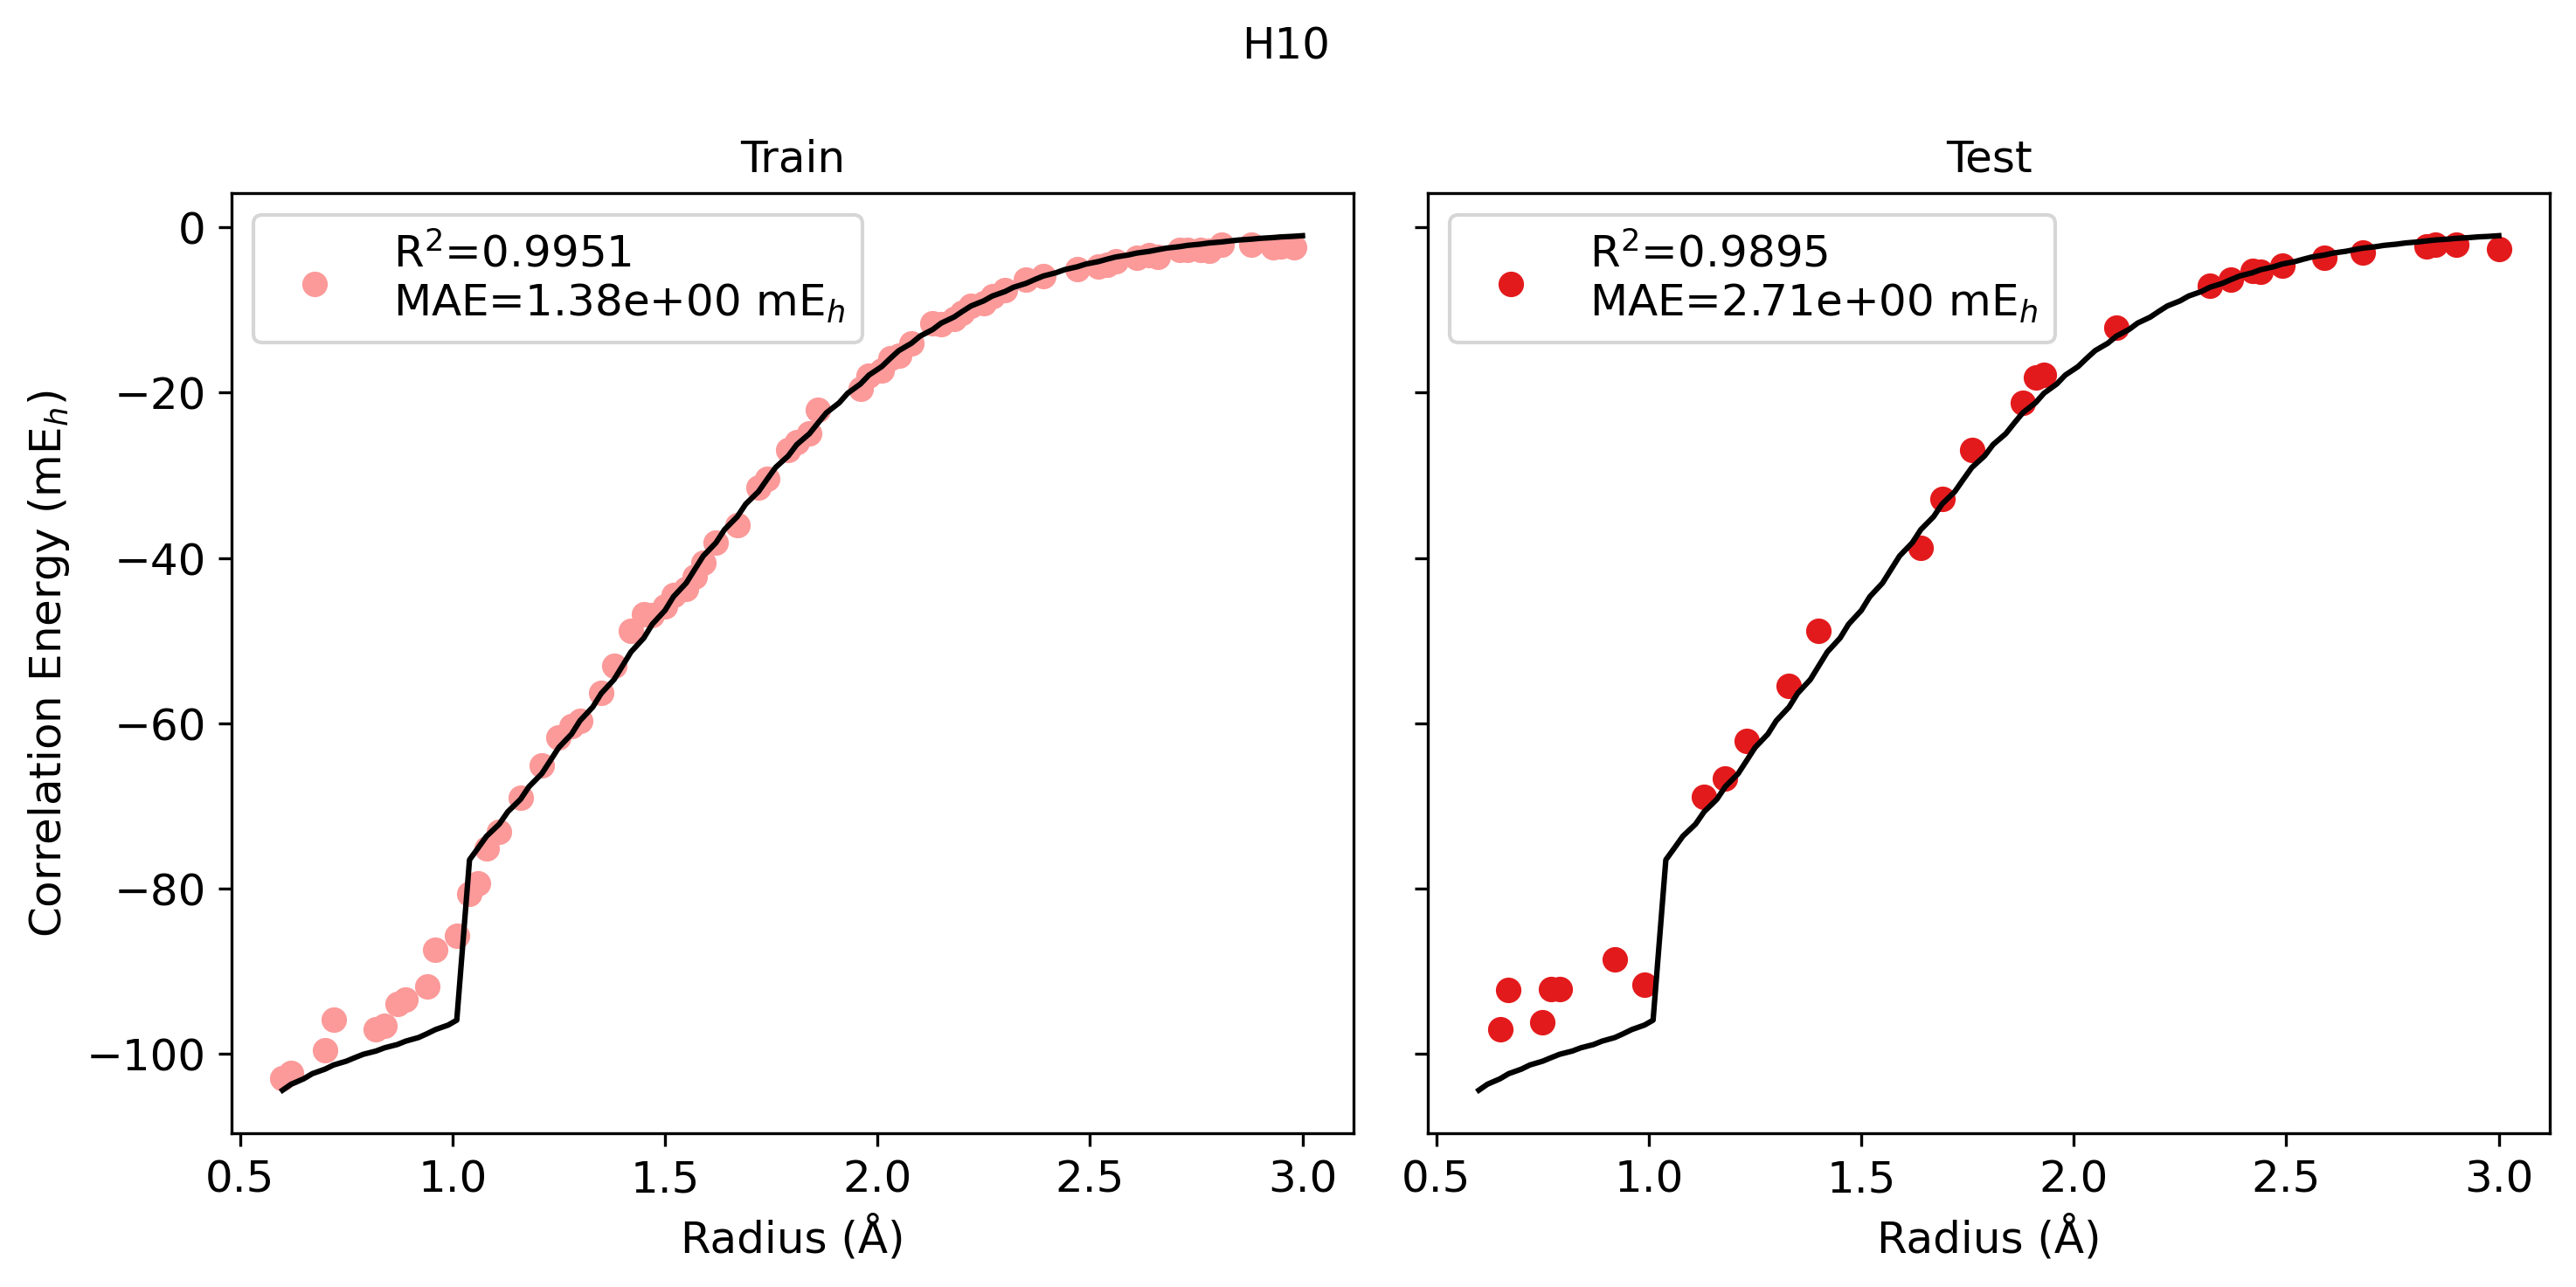 H10
Train
Test
R²=0.9951
MAE=1.38e+00 mEₕ
R²=0.9895
MAE=2.71e+00 mEₕ
Correlation Energy (mEₕ)
0
−20
−40
−60
−80
−100
0.5 1.0 1.5 2.0 2.5 3.0
0.5 1.0 1.5 2.0 2.5 3.0
Radius (Å)
Radius (Å)